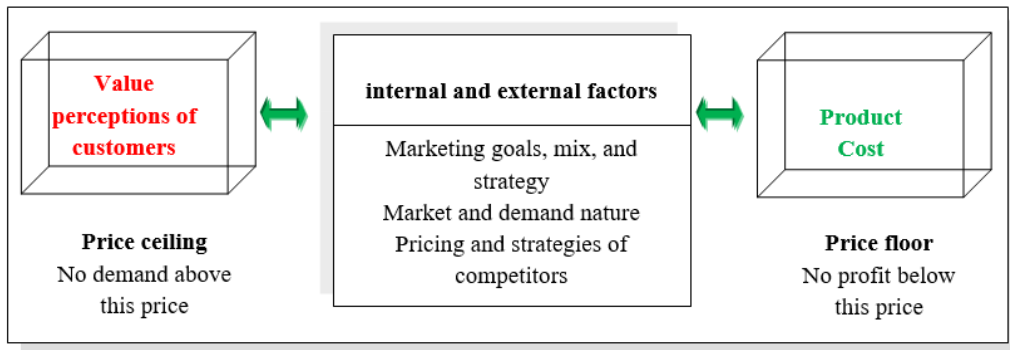 Value
perceptions of
customers
Price ceiling
No demand above
this price
internal and external factors
Marketing goals, mix, and
strategy
Market and demand nature
Pricing and strategies of
competitors
Product
Cost
Price floor
No profit below
this price